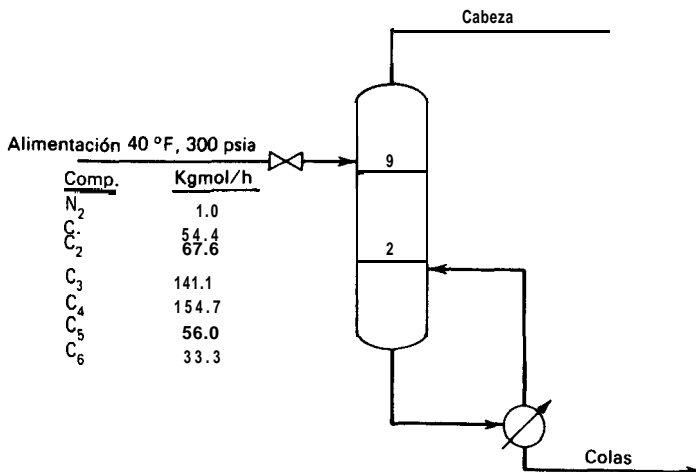 Cabeza
Alimentación 40 °F, 300 psia
Comp. Kgmol/h
N2 1.0
C. 54.4
C2 67.6
C3 141.1
C4 154.7
C5 56.0
C6 33.3
9
2
Colas